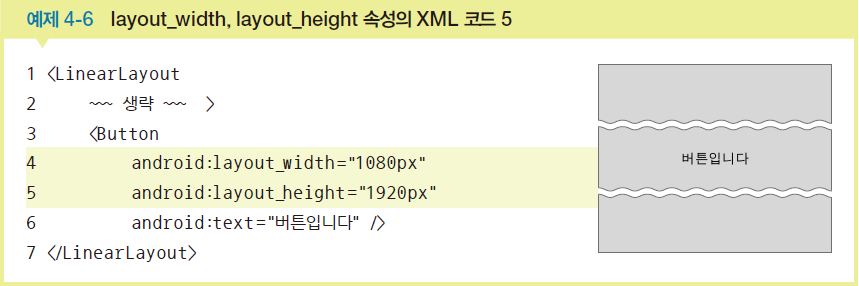 예제 4-6 layout_width, layout_height 속성의 XML 코드 5
1 <LinearLayout
2 ~~~ 생략 ~~~ >
3 <Button
4 android:layout_width="1080px"
5 android:layout_height="1920px"
6 android:text="버튼입니다" />
7 </LinearLayout>
버튼입니다